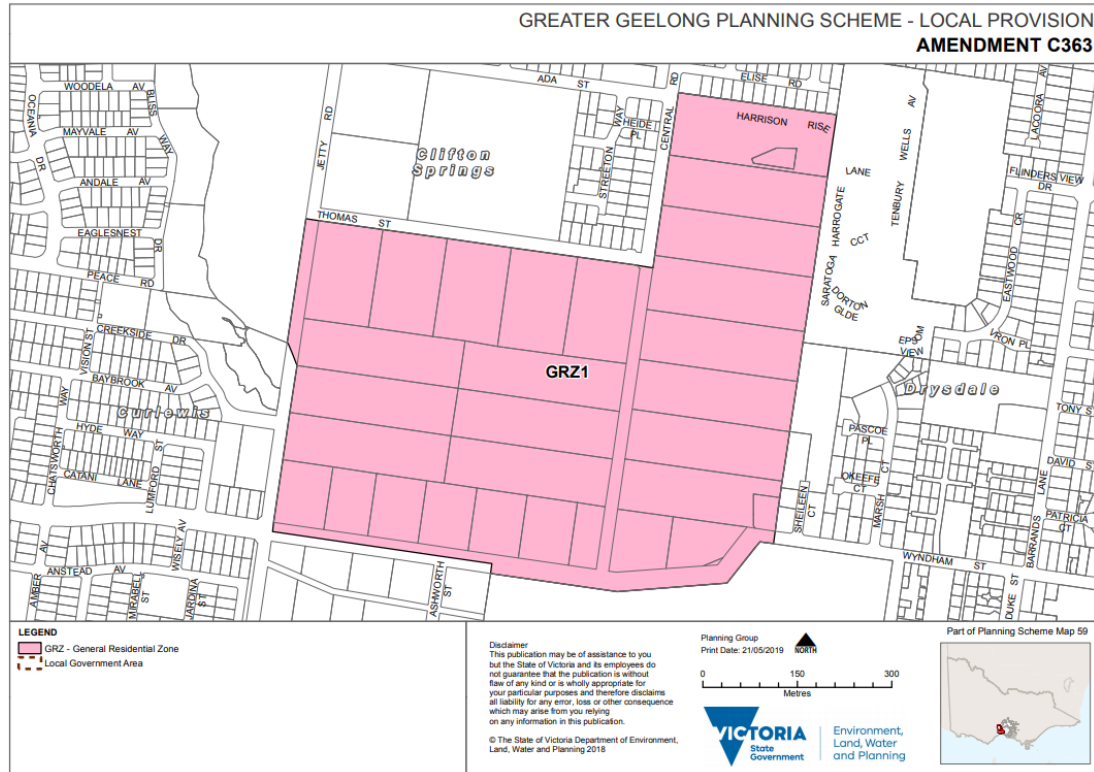 GREATER GEELONG PLANNING SCHEME - LOCAL PROVISION
AMENDMENT C363
WOODELA AV
OCEANIA DR
BLISS WAY
MAYVALE AV
ANDALE AV
EAGLESNEST
DR
PEACE RD
CREEKSIDE DR
VISION ST
BAYBROOK AV
Curlewis
HYDE WAY
WAY
CHATSWORTH
CATANI LANE
LUMFORD ST
WISELY AV
ANSTEAD AV
AMBER AV
MIRABELL ST
JARDINA ST
ASHWORTH ST
JETTY RD
Clifton
Springs
THOMAS ST
ADA ST
HEIDE PL
STREETON WAY
CENTRAL RD
ELISE RD
HARRISON RISE
GRZ1
LANE
HARROGATE
SARATOGA
TENBURY
WELLS AV
CCT
DORTON
GLDE
EPSOM
VIEW
LACOORA AV
FLINDERS VIEW
DR
EASTWOOD CR
VRON PL
Drysdale
TONY S
PASCOE
PL
OKEEFE
CT
MARSH CT
SHEILEEN CT
DAVID S
PATRICIA
CT
BARRANDS LANE
WYNDHAM ST
DUKE ST
LEGEND
GRZ - General Residential Zone
Local Government Area
Disclaimer
This publication may be of assistance to you
but the State of Victoria and its employees do
not guarantee that the publication is without
flaw of any kind or is wholly appropriate for
your particular purposes and therefore disclaims
all liability for any error, loss or other consequence
which may arise from you relying
on any information in this publication.
© The State of Victoria Department of Environment,
Land, Water and Planning 2018
Planning Group
Print Date: 21/05/2019
NORTH
0 150 300
Metres
VICTORIA
State
Government
Environment,
Land, Water
and Planning
Part of Planning Scheme Map 59